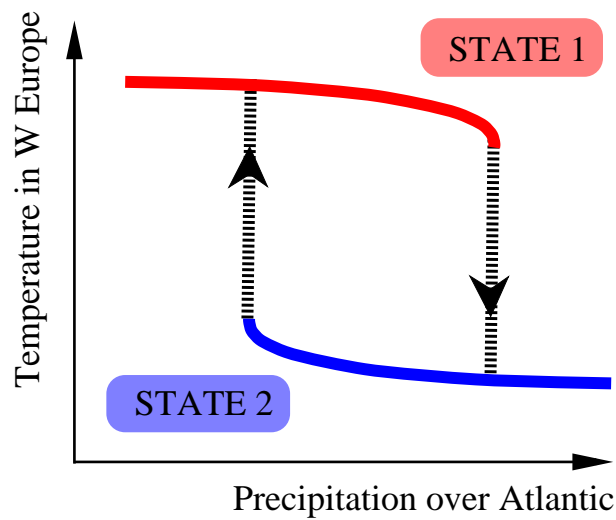 STATE 1
Temperature in W Europe
STATE 2
Precipitation over Atlantic